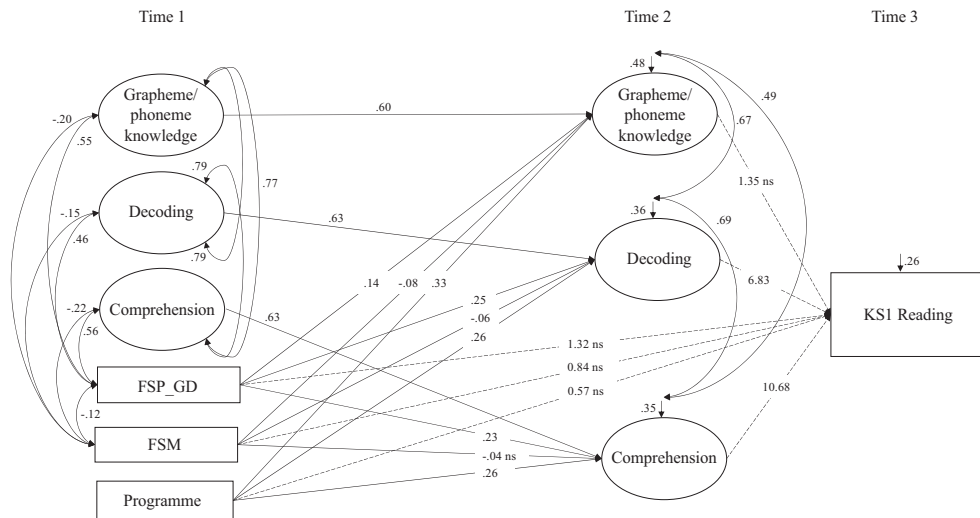 Time 1
Time 2
Time 3
Grapheme/
phoneme
knowledge
Decoding
Comprehension
FSP_GD
FSM
Programme
-.20
.55
-.15
.46
-.22
.56
-.12
.79
.79
.77
.60
.63
.63
.14
-.08
.33
.25
-.06
.26
1.32 ns
0.84 ns
0.57 ns
.23
-.04 ns
.26
.48
Grapheme/
phoneme
knowledge
.49
.67
1.35 ns
.36
.69
Decoding
6.83
.35
Comprehension
10.68
.26
KS1 Reading